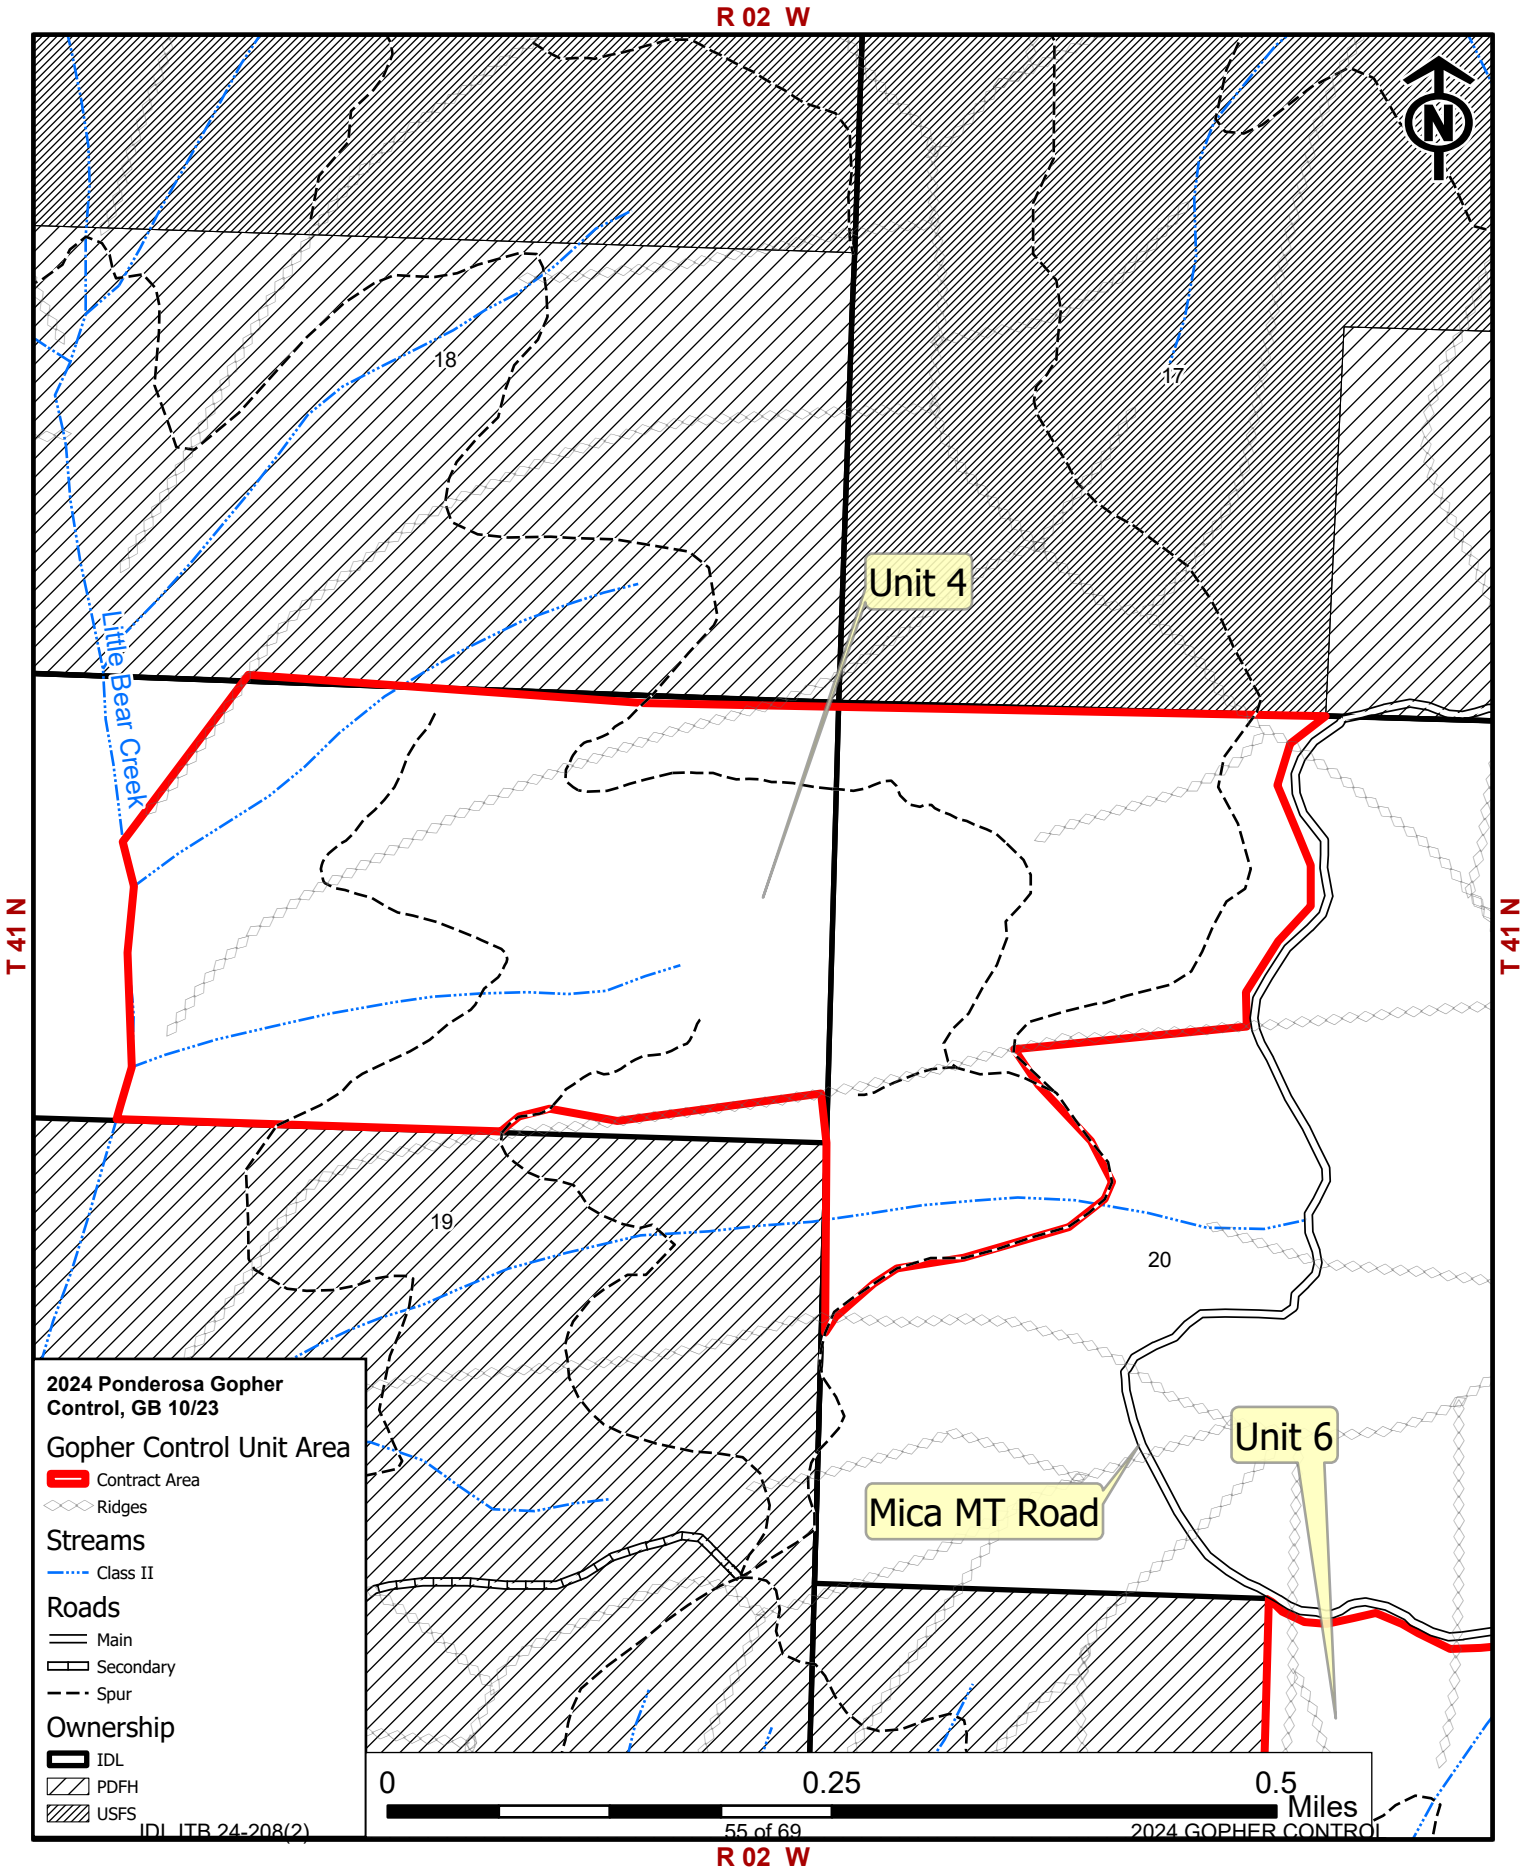 R 02 W
N
18
17
Unit 4
Little Bear Creek
T 41 N
T 41 N
19
20
2024 Ponderosa Gopher
Control, GB 10/23
Gopher Control Unit Area
Contract Area
Ridges
Streams
Class II
Roads
Main
Secondary
Spur
Ownership
IDL
PDFH
USFS
Unit 6
Mica MT Road
0 0.25 0.5
Miles
IDL ITB 24-208(2) 55 of 69 2024 GOPHER CONTROL
R 02 W